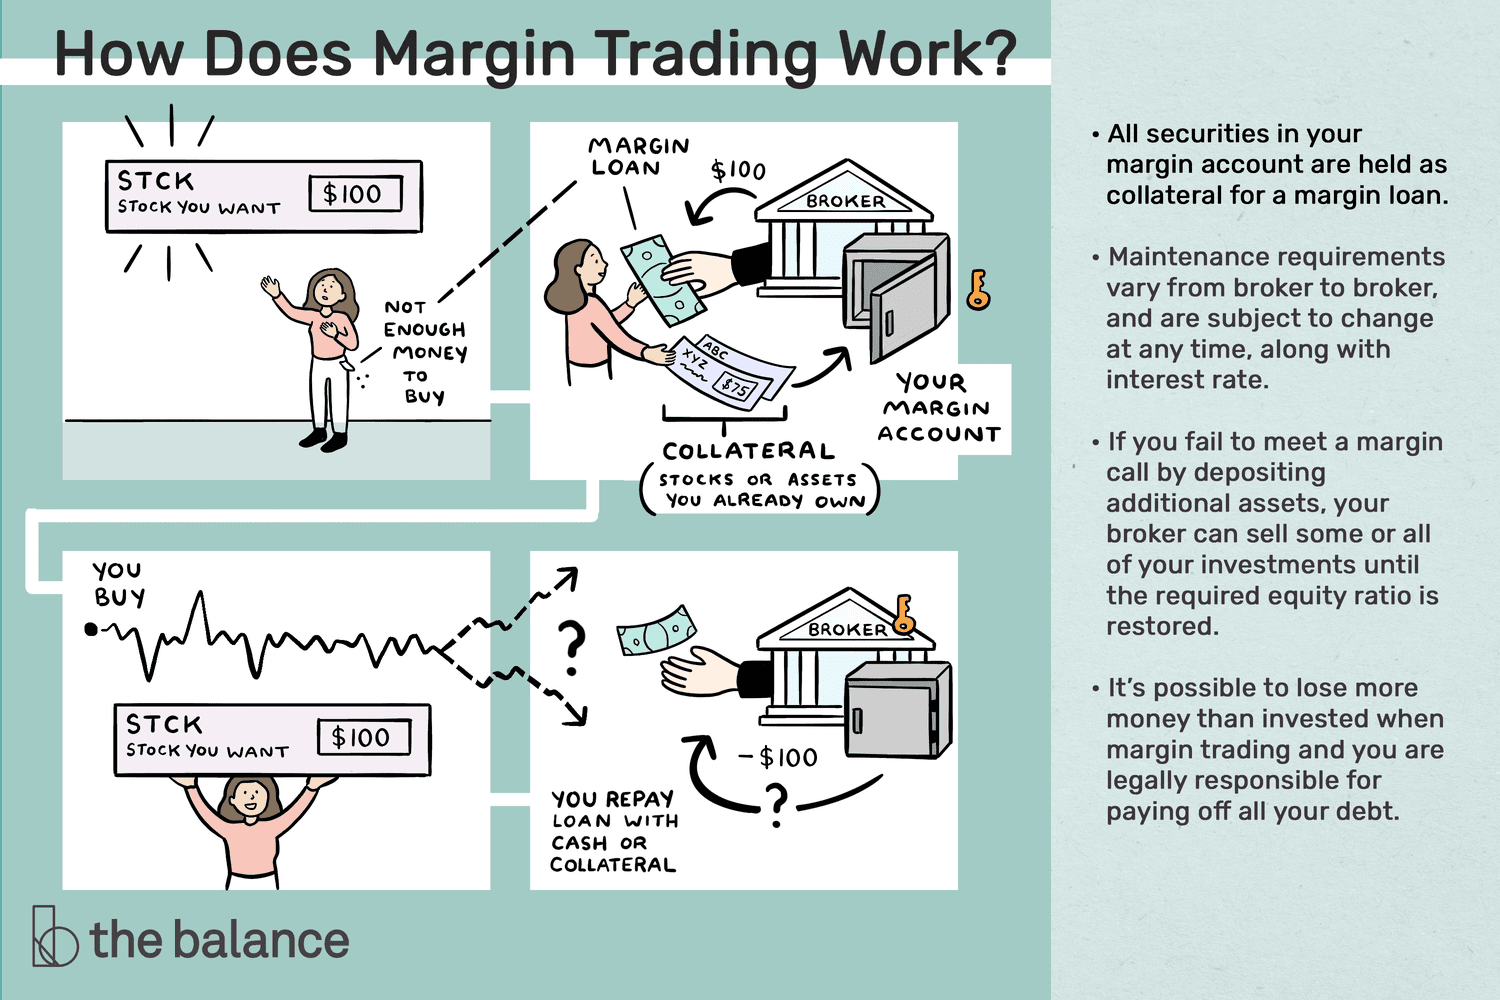 How Does Margin Trading Work?
STCK
STOCK YOU WANT
$100
NOT
ENOUGH
MONEY
TO
BUY
MARGIN
LOAN
$100
BROKER
ABC
XYZ
$75
YOUR
MARGIN
ACCOUNT
COLLATERAL
(STOCKS OR ASSETS
YOU ALREADY OWN)
YOU
BUY
STCK
STOCK YOU WANT
$100
?
BROKER
-$100
?
YOU REPAY
LOAN WITH
CASH OR
COLLATERAL
the balance
• All securities in your
margin account are held as
collateral for a margin loan.
• Maintenance requirements
vary from broker to broker,
and are subject to change
at any time, along with
interest rate.
• If you fail to meet a margin
call by depositing
additional assets, your
broker can sell some or all
of your investments until
the required equity ratio is
restored.
• It’s possible to lose more
money than invested when
margin trading and you are
legally responsible for
paying off all your debt.